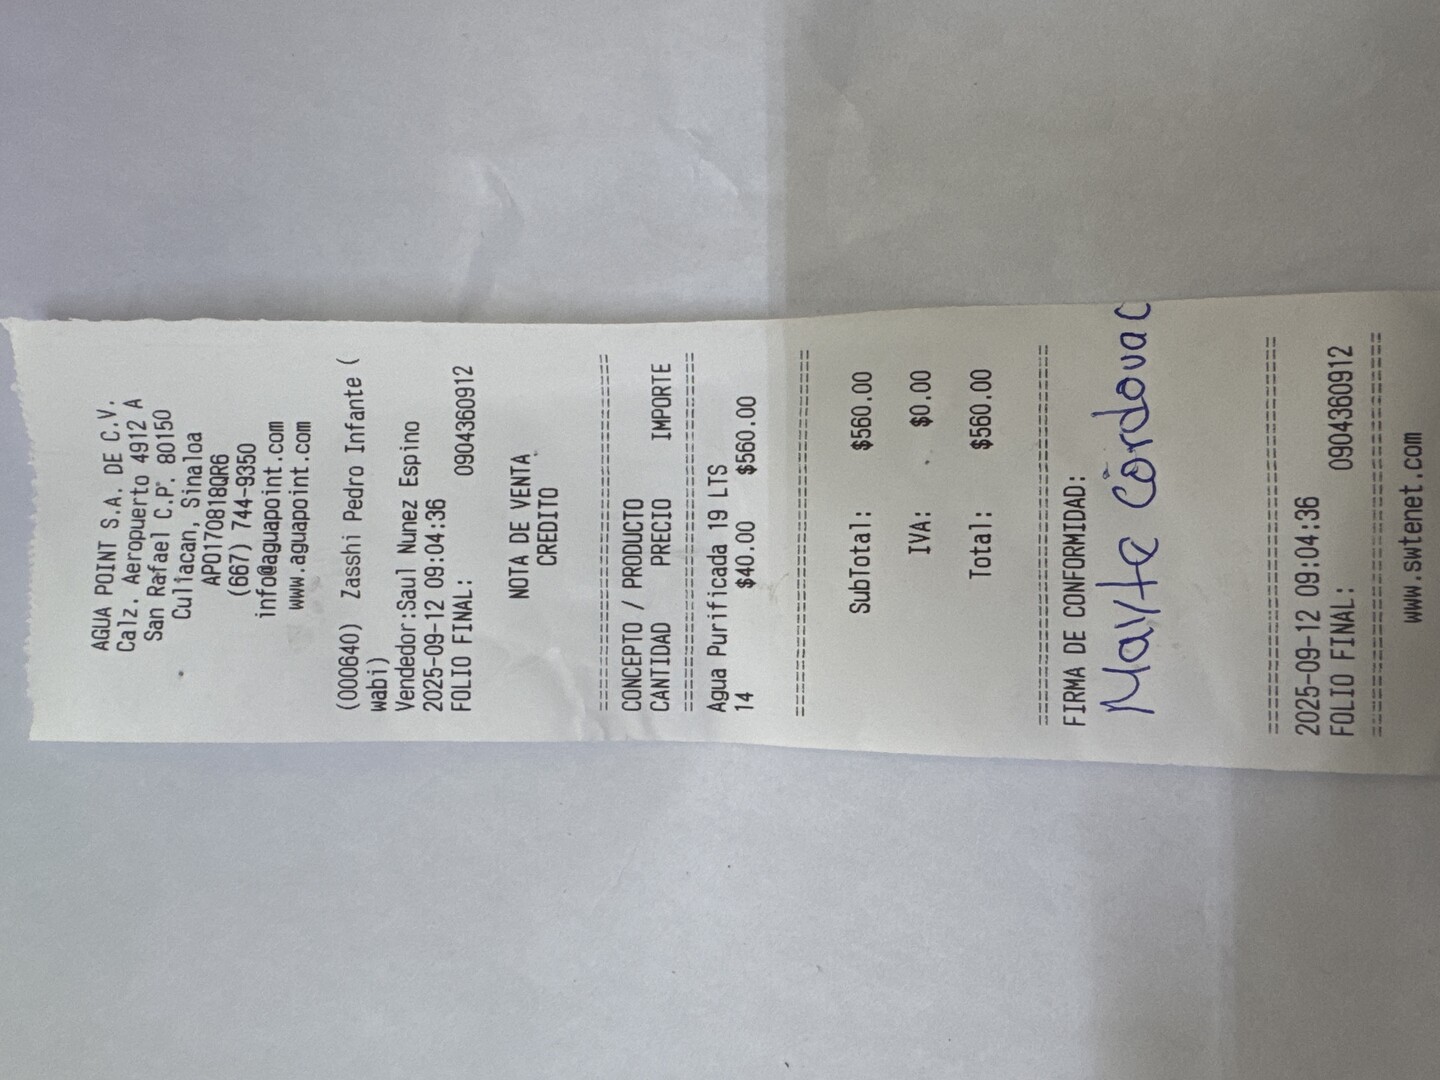 AGUA POINT S.A. DE C.V.
Calz. Aeropuerto 4912 A
San Rafael C.P. 80150
Culiacan, Sinaloa
APO170818QR6
(667) 744-9350
info@aguapoint.com
www.aguapoint.com
(000640) Zasshi Pedro Infante (
wabi)
Vendedor:Saul Nunez Espino
2025-09-12 09:04:36
FOLIO FINAL: 0904360912
NOTA DE VENTA
CREDITO
==============================
CONCEPTO / PRODUCTO
CANTIDAD PRECIO IMPORTE
==============================
Agua Purificada 19 LTS
14 $40.00 $560.00
==============================
SubTotal: $560.00
IVA: $0.00
Total: $560.00
==============================
FIRMA DE CONFORMIDAD:
Mayte Cordova C
==============================
2025-09-12 09:04:36
FOLIO FINAL: 0904360912
==============================
www.swtenet.com